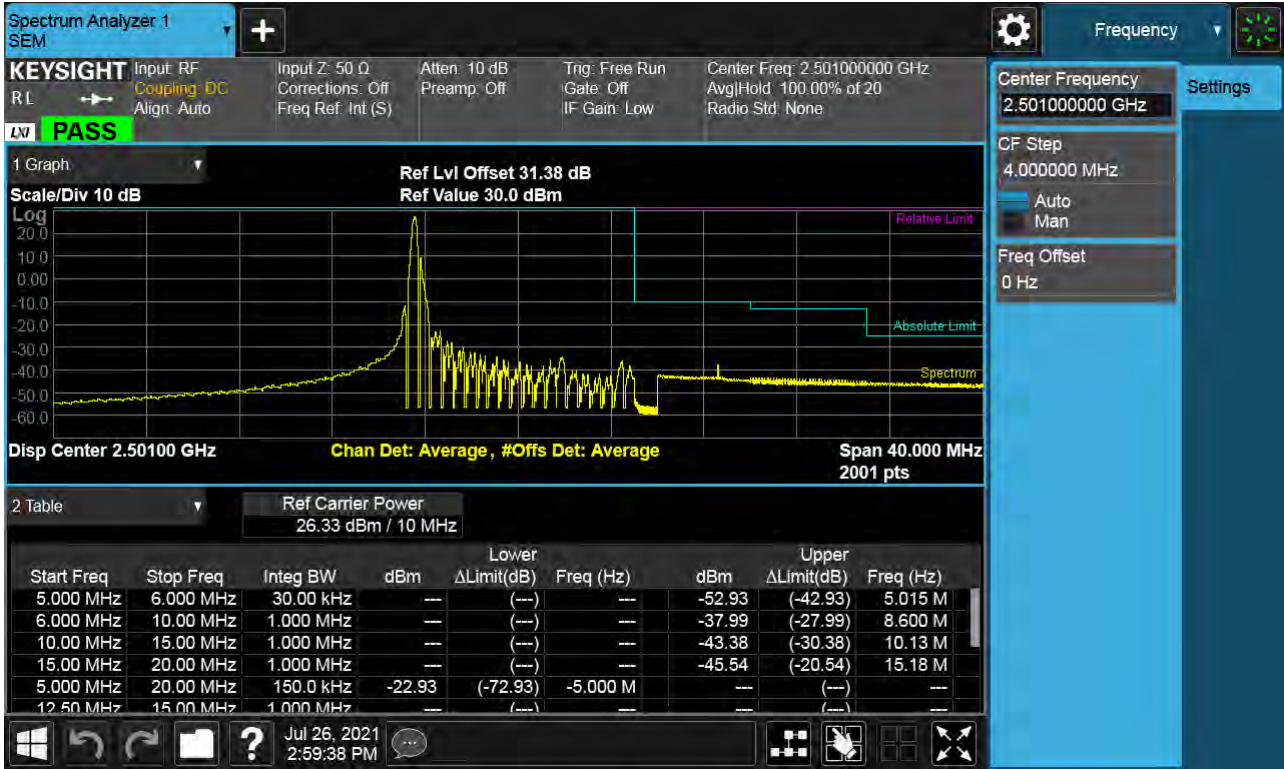 Spectrum Analyzer 1
SEM
Frequency
KEYSIGHT
RL
LXI
PASS
Input: RF
Coupling: DC
Align: Auto
Input Z: 50 Ω
Corrections: Off
Freq Ref: Int (S)
Atten: 10 dB
Preamp: Off
Trig: Free Run
Gate: Off
IF Gain: Low
Center Freq: 2.501000000 GHz
Avg|Hold: 100.00% of 20
Radio Std: None
Center Frequency
2.501000000 GHz
Settings
CF Step
4.000000 MHz
Auto
Man
Freq Offset
0 Hz
1 Graph
Scale/Div 10 dB
Ref Lvl Offset 31.38 dB
Ref Value 30.0 dBm
Log
20.0
10.0
0.00
-10.0
-20.0
-30.0
-40.0
-50.0
-60.0
Relative Limit
Absolute Limit
Spectrum
Disp Center 2.50100 GHz
Chan Det: Average , #Offs Det: Average
Span 40.000 MHz
2001 pts
2 Table
Ref Carrier Power
26.33 dBm / 10 MHz
Lower Upper
Start Freq Stop Freq Integ BW dBm ΔLimit(dB) Freq (Hz) dBm ΔLimit(dB) Freq (Hz)
5.000 MHz 6.000 MHz 30.00 kHz --- (---) --- -52.93 (-42.93) 5.015 M
6.000 MHz 10.00 MHz 1.000 MHz --- (---) --- -37.99 (-27.99) 8.600 M
10.00 MHz 15.00 MHz 1.000 MHz --- (---) --- -43.38 (-30.38) 10.13 M
15.00 MHz 20.00 MHz 1.000 MHz --- (---) --- -45.54 (-20.54) 15.18 M
5.000 MHz 20.00 MHz 150.0 kHz -22.93 (-72.93) -5.000 M --- (---) ---
12.50 MHz 15.00 MHz 1.000 MHz --- (---) --- --- (---) ---
?
Jul 26, 2021
2:59:38 PM